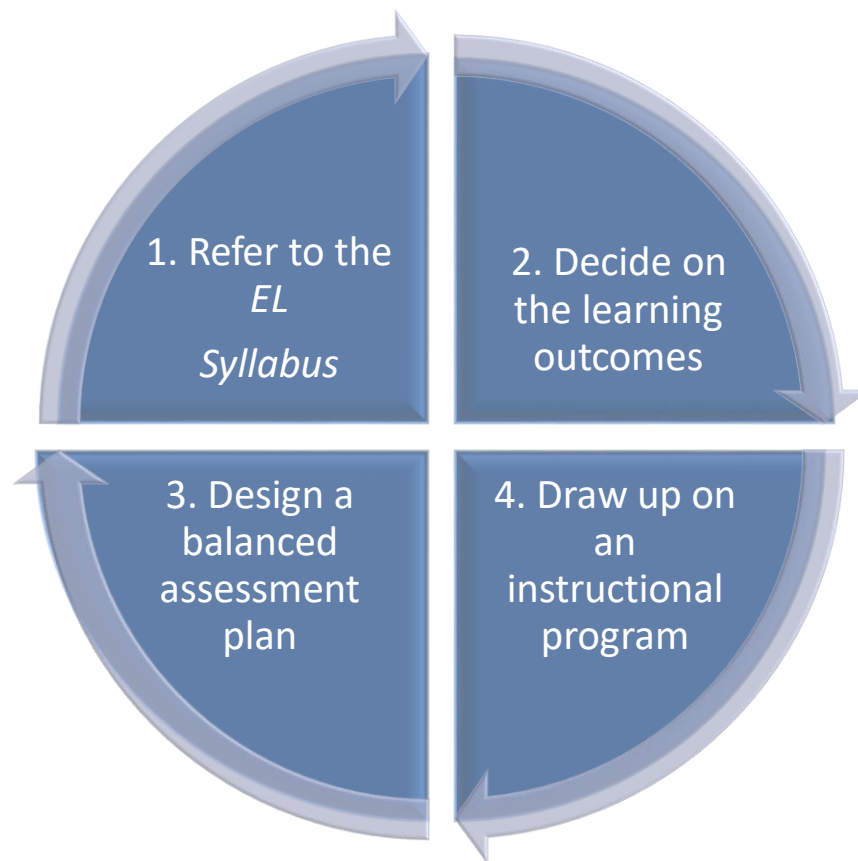 1. Refer to the
EL
Syllabus
2. Decide on
the learning
outcomes
3. Design a
balanced
assessment
plan
4. Draw up on
an
instructional
program